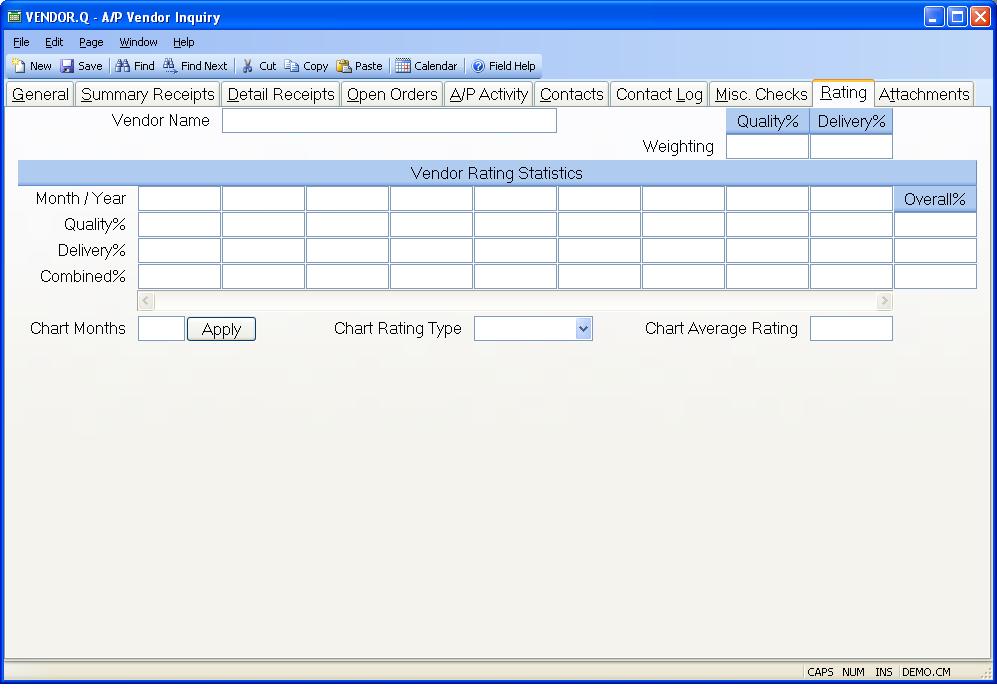 VENDOR.Q - A/P Vendor Inquiry
File Edit Page Window Help
New Save Find Find Next Cut Copy Paste Calendar Field Help
General Summary Receipts Detail Receipts Open Orders A/P Activity Contacts Contact Log Misc. Checks Rating Attachments
Vendor Name Quality% Delivery%
Weighting
Vendor Rating Statistics
Month / Year Overall%
Quality%
Delivery%
Combined%
Chart Months Apply Chart Rating Type Chart Average Rating
CAPS NUM INS DEMO.CM